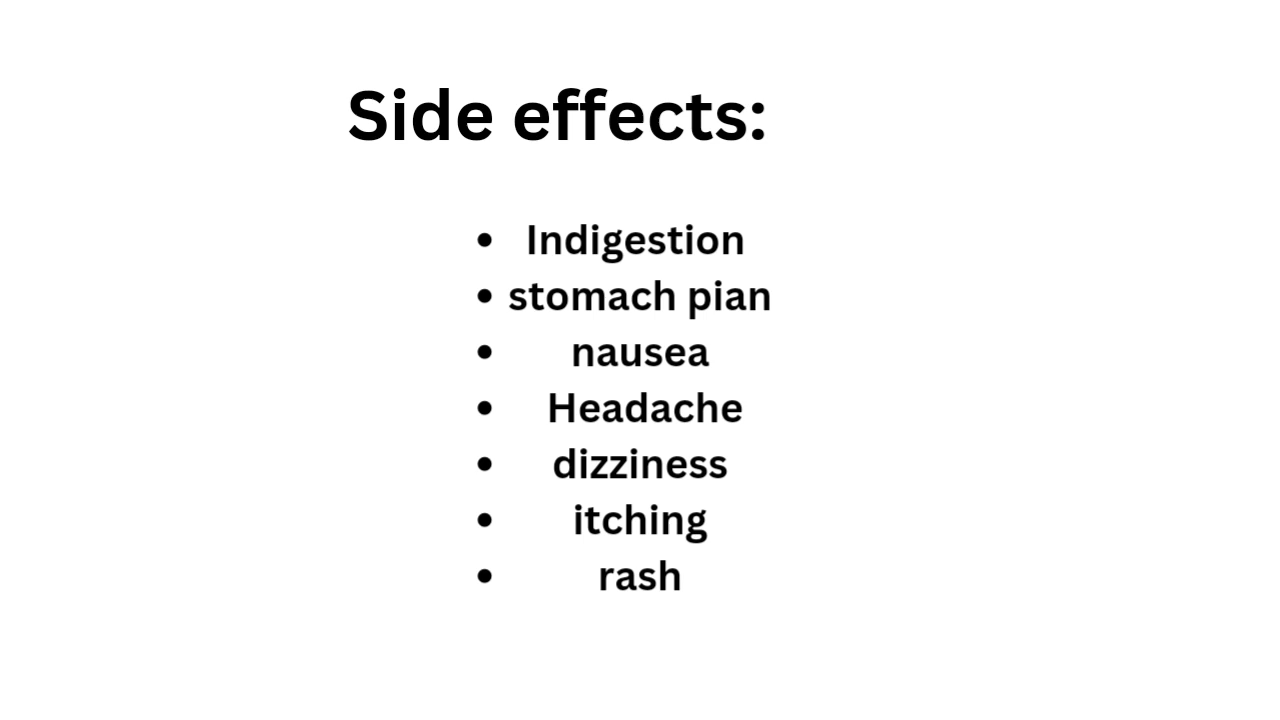 Side effects:
• Indigestion
• stomach pian
• nausea
• Headache
• dizziness
• itching
• rash